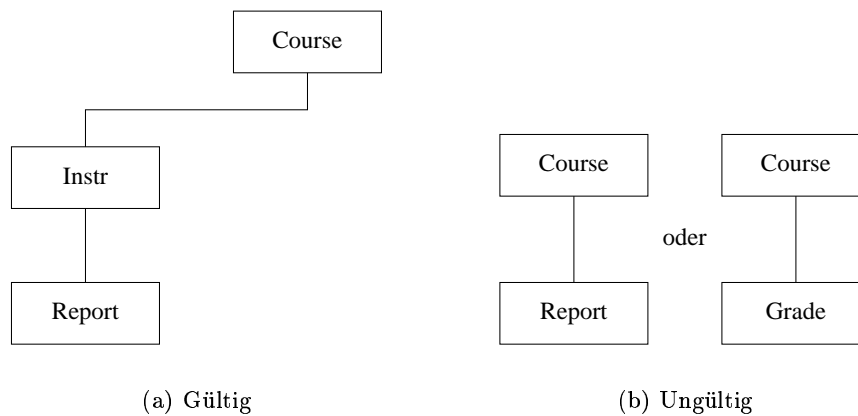 Course
Instr
Report
Course
Course
oder
Report
Grade
(a) Gültig
(b) Ungültig